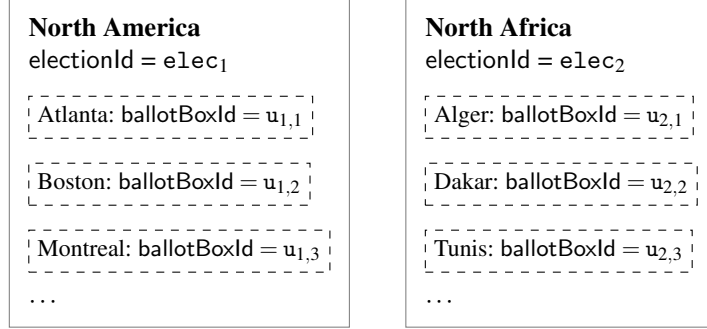 North America
electionId = elec₁
Atlanta: ballotBoxId = u₁,₁
Boston: ballotBoxId = u₁,₂
Montreal: ballotBoxId = u₁,₃
...
North Africa
electionId = elec₂
Alger: ballotBoxId = u₂,₁
Dakar: ballotBoxId = u₂,₂
Tunis: ballotBoxId = u₂,₃
...